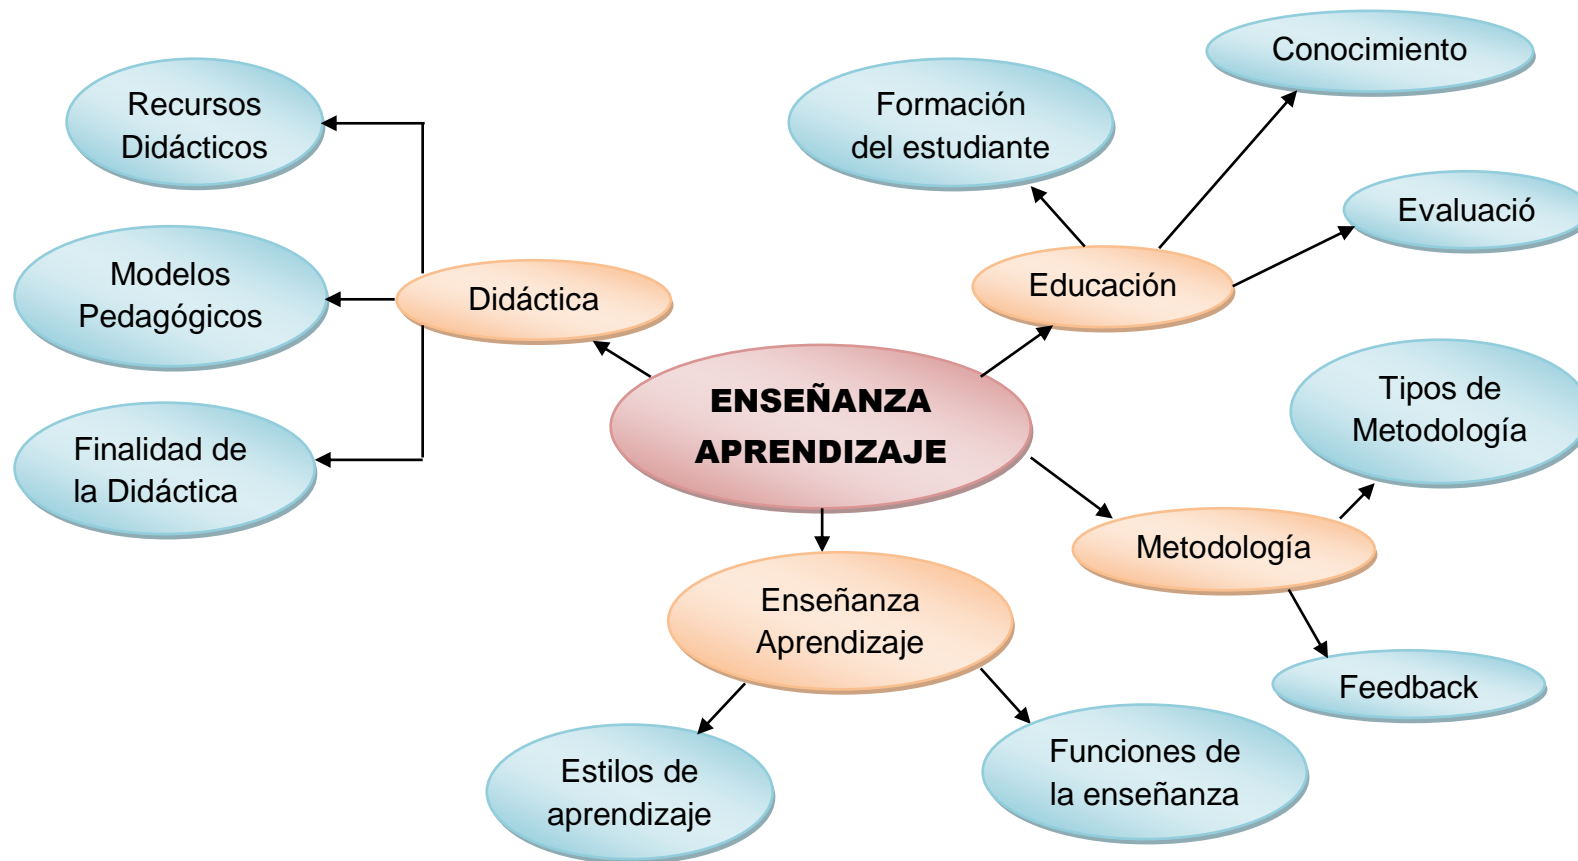 Conocimiento
Recursos
Didácticos
Formación
del estudiante
Evaluació
Modelos
Pedagógicos
Didáctica
Educación
ENSEÑANZA
APRENDIZAJE
Tipos de
Metodología
Finalidad de
la Didáctica
Metodología
Enseñanza
Aprendizaje
Feedback
Estilos de
aprendizaje
Funciones de
la enseñanza